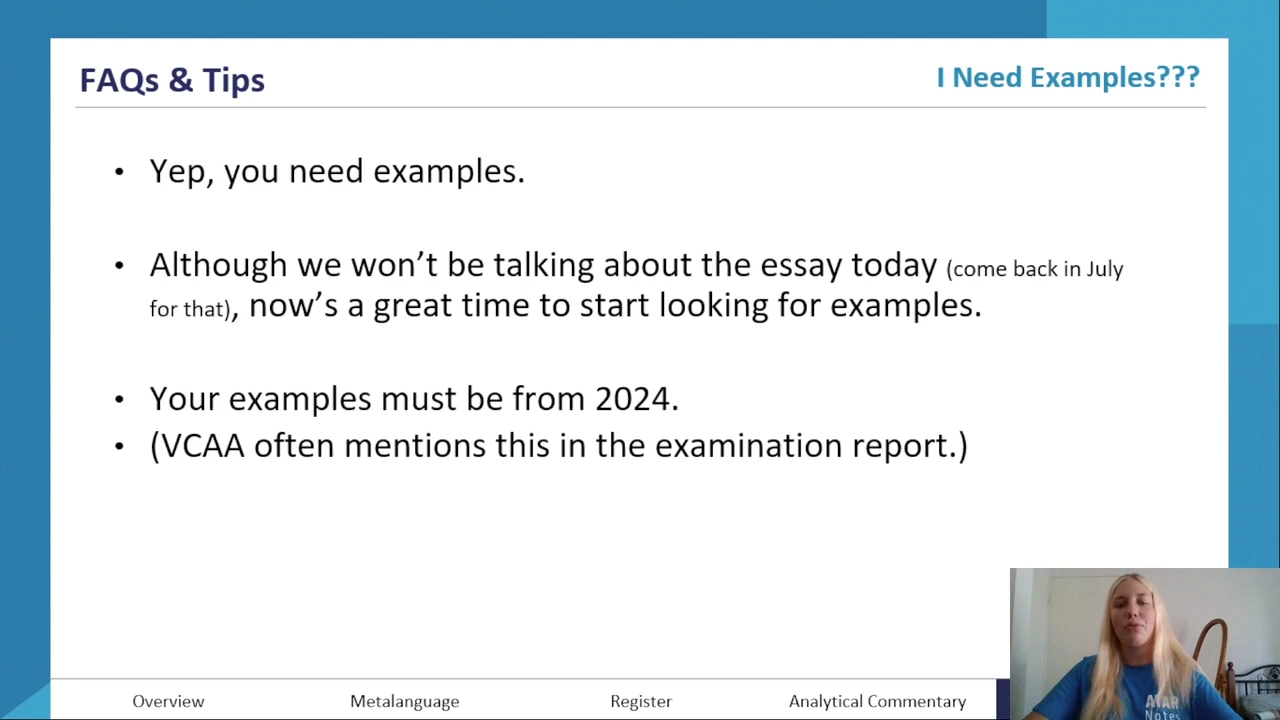 FAQs & Tips
I Need Examples???
• Yep, you need examples.
• Although we won't be talking about the essay today (come back in July
for that), now's a great time to start looking for examples.
• Your examples must be from 2024.
• (VCAA often mentions this in the examination report.)
Overview
Metalanguage
Register
Analytical Commentary
ATAR
Notes